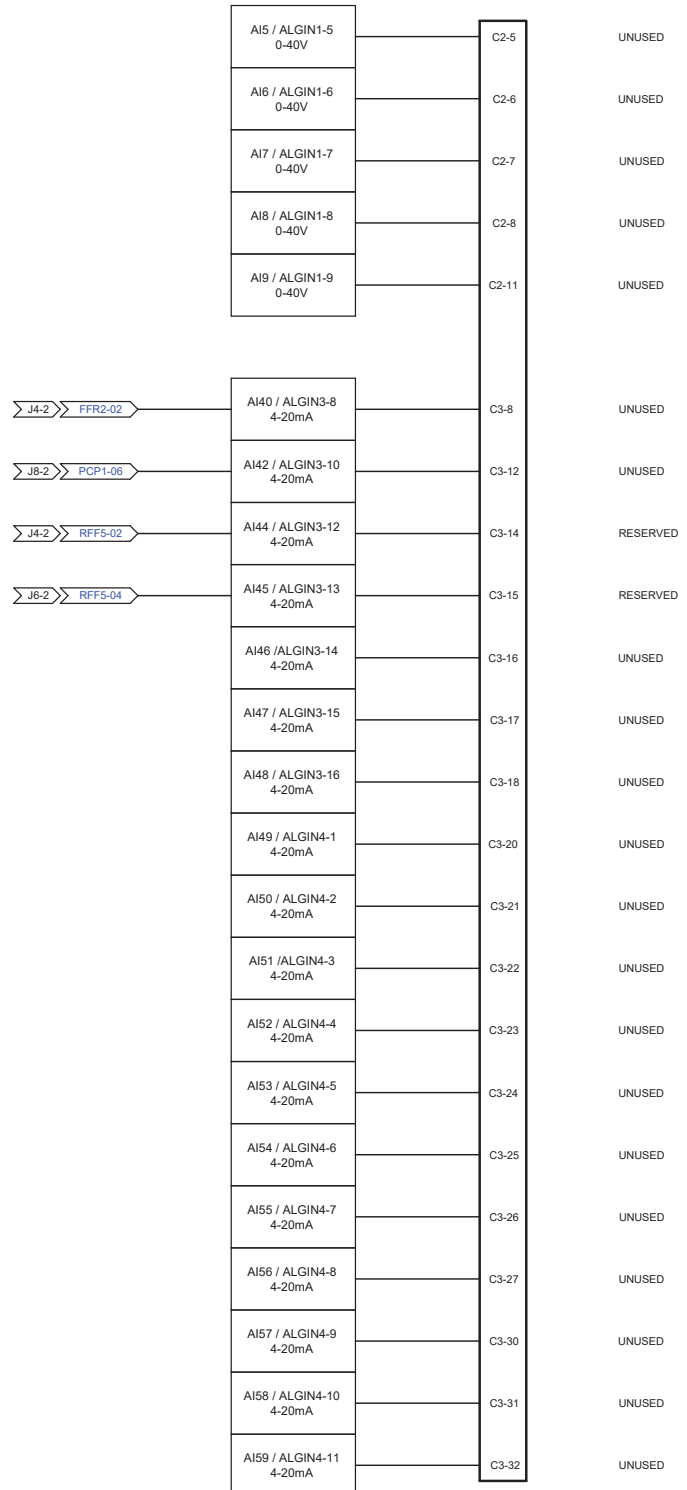 AI5 / ALGIN1-5
0-40V
C2-5
UNUSED
AI6 / ALGIN1-6
0-40V
C2-6
UNUSED
AI7 / ALGIN1-7
0-40V
C2-7
UNUSED
AI8 / ALGIN1-8
0-40V
C2-8
UNUSED
AI9 / ALGIN1-9
0-40V
C2-11
UNUSED
J4-2
FFR2-02
AI40 / ALGIN3-8
4-20mA
C3-8
UNUSED
J8-2
PCP1-06
AI42 / ALGIN3-10
4-20mA
C3-12
UNUSED
J4-2
RFF5-02
AI44 / ALGIN3-12
4-20mA
C3-14
RESERVED
J6-2
RFF5-04
AI45 / ALGIN3-13
4-20mA
C3-15
RESERVED
AI46 /ALGIN3-14
4-20mA
C3-16
UNUSED
AI47 / ALGIN3-15
4-20mA
C3-17
UNUSED
AI48 / ALGIN3-16
4-20mA
C3-18
UNUSED
AI49 / ALGIN4-1
4-20mA
C3-20
UNUSED
AI50 / ALGIN4-2
4-20mA
C3-21
UNUSED
AI51 /ALGIN4-3
4-20mA
C3-22
UNUSED
AI52 / ALGIN4-4
4-20mA
C3-23
UNUSED
AI53 / ALGIN4-5
4-20mA
C3-24
UNUSED
AI54 / ALGIN4-6
4-20mA
C3-25
UNUSED
AI55 / ALGIN4-7
4-20mA
C3-26
UNUSED
AI56 / ALGIN4-8
4-20mA
C3-27
UNUSED
AI57 / ALGIN4-9
4-20mA
C3-30
UNUSED
AI58 / ALGIN4-10
4-20mA
C3-31
UNUSED
AI59 / ALGIN4-11
4-20mA
C3-32
UNUSED